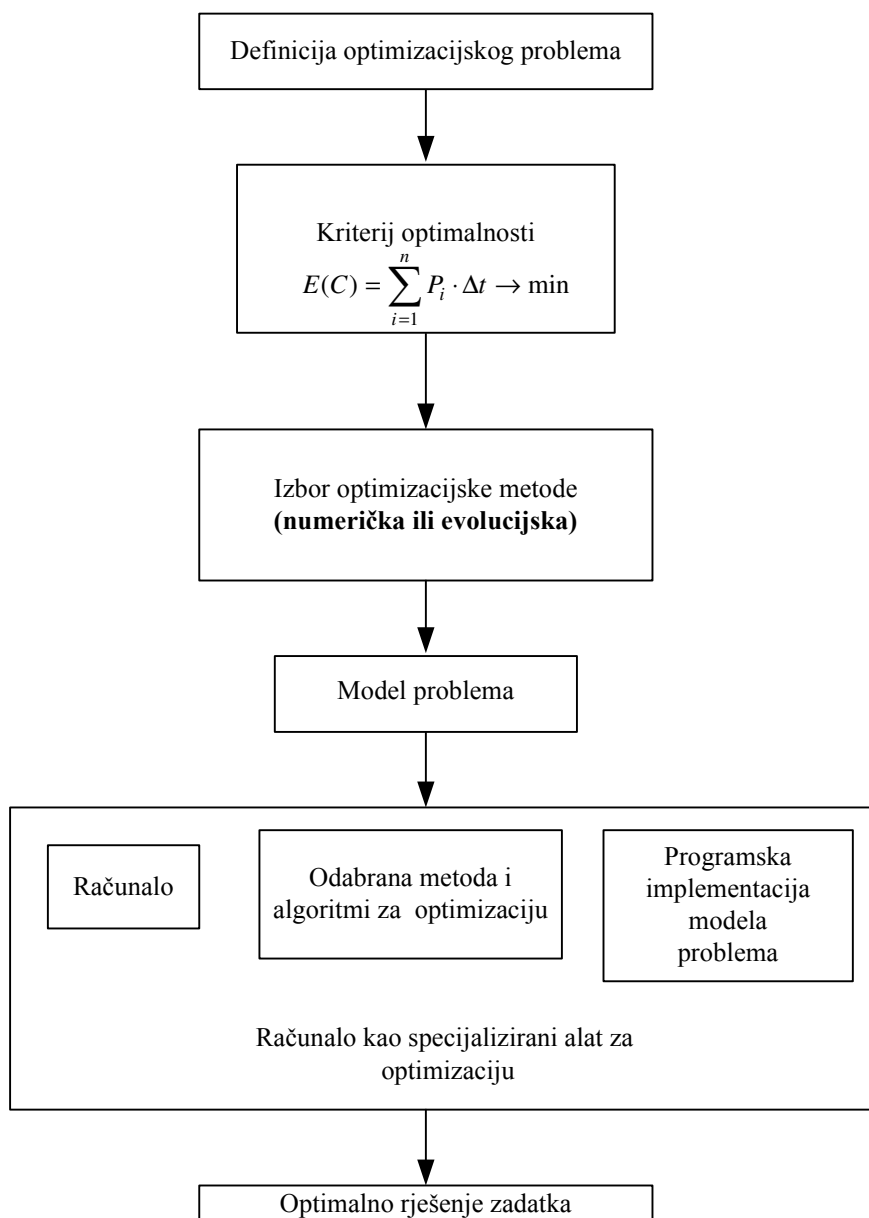 Definicija optimizacijskog problema
Kriterij optimalnosti
E(C) = \sum_{i=1}^{n} P_i · Δt → min
Izbor optimizacijske metode
(numerička ili evolucijska)
Model problema
Računalo
Odabrana metoda i
algoritmi za optimizaciju
Programska
implementacija
modela
problema
Računalo kao specijalizirani alat za
optimizaciju
Optimalno rješenje zadatka